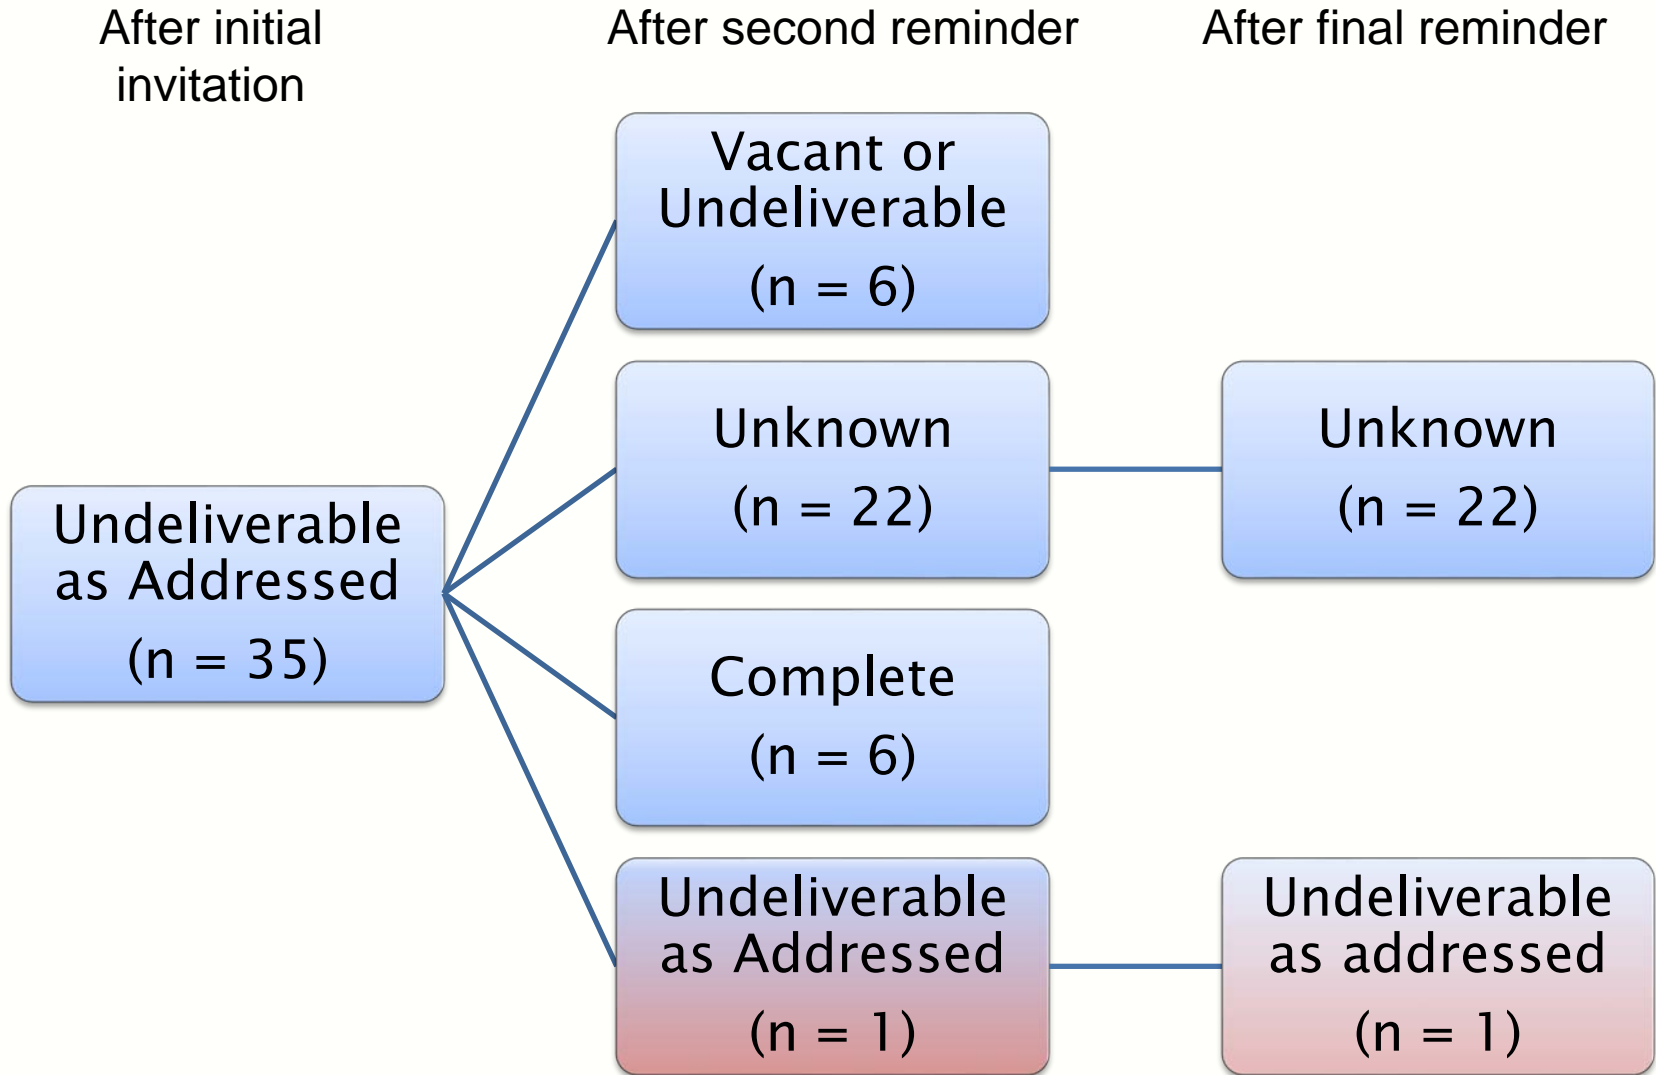 After initial
invitation
After second reminder
After final reminder
Undeliverable
as Addressed
(n = 35)
Vacant or
Undeliverable
(n = 6)
Unknown
(n = 22)
Complete
(n = 6)
Undeliverable
as Addressed
(n = 1)
Unknown
(n = 22)
Undeliverable
as addressed
(n = 1)